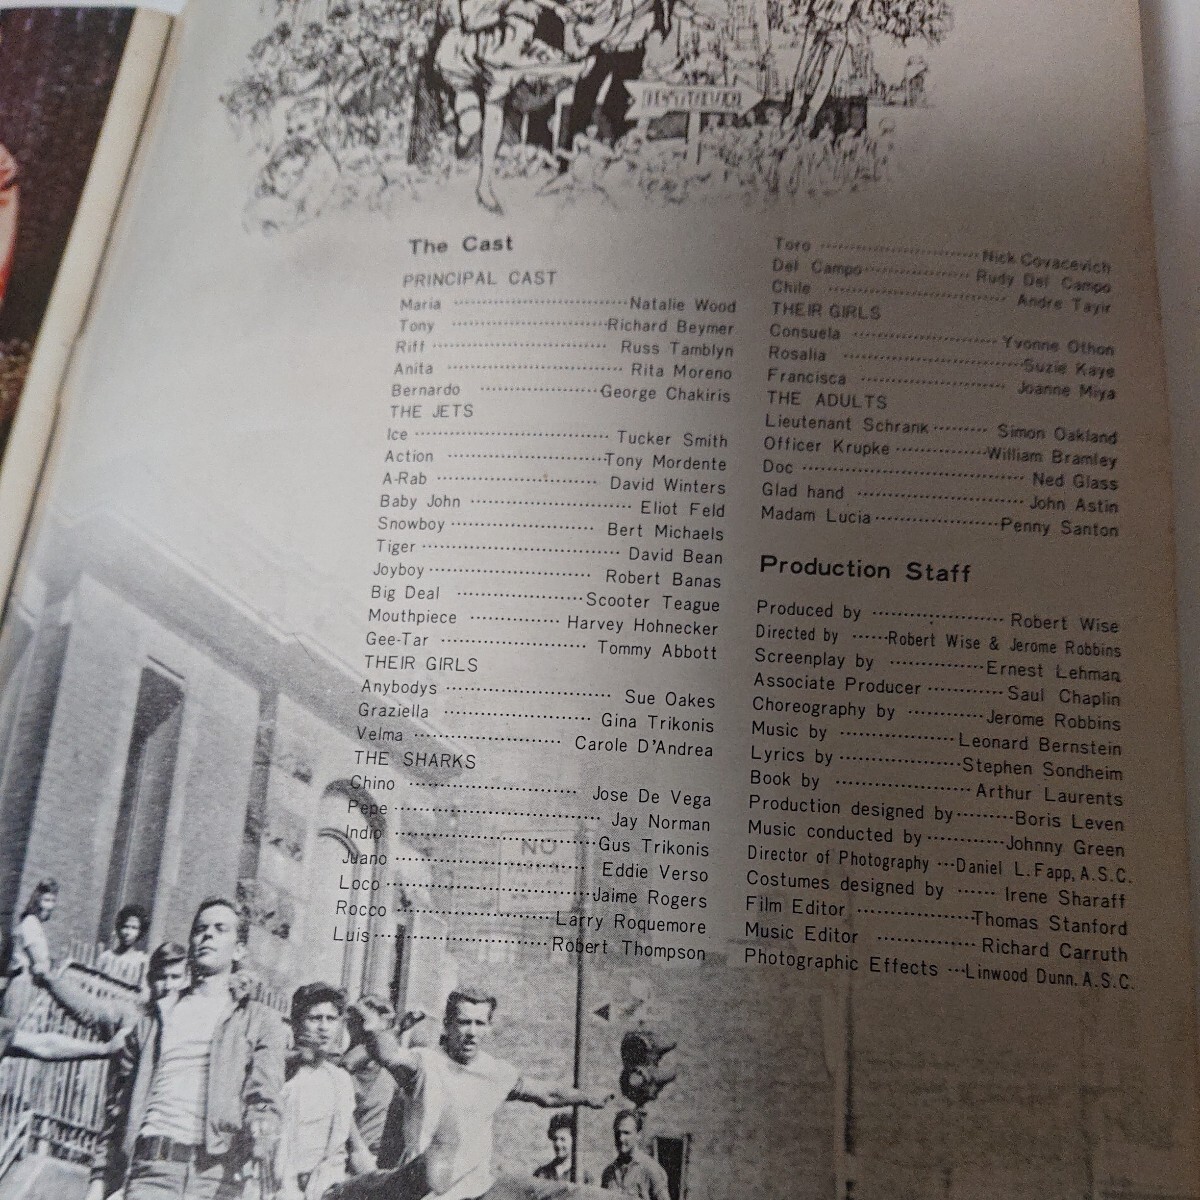 The Cast
PRINCIPAL CAST
Maria ........ Natalie Wood
Tony ........ Richard Beymer
Riff ........ Russ Tamblyn
Anita ........ Rita Moreno
Bernardo ........ George Chakiris
THE JETS
Ice ........ Tucker Smith
Action ........ Tony Mordente
A-Rab ........ David Winters
Baby John ........ Eliot Feld
Snowboy ........ Bert Michaels
Tiger ........ David Bean
Joyboy ........ Robert Banas
Big Deal ........ Scooter Teague
Mouthpiece ........ Harvey Hohnecker
Gee-Tar ........ Tommy Abbott
THEIR GIRLS
Anybodys ........ Sue Oakes
Graziella ........ Gina Trikonis
Velma ........ Carole D'Andrea
THE SHARKS
Chino ........ Jose De Vega
Pepe ........ Jay Norman
Indio ........ Gus Trikonis
Juano ........ Eddie Verso
Loco ........ Jaime Rogers
Rocco ........ Larry Roquemore
Luis ........ Robert Thompson
Toro ........ Nick Covacevich
Del Campo ........ Rudy Del Campo
Chile ........ Andre Tayir
THEIR GIRLS
Consuela ........ Yvonne Othon
Rosalia ........ Suzie Kaye
Francisca ........ Joanne Miya
THE ADULTS
Lieutenant Schrank ........ Simon Oakland
Officer Krupke ........ William Bramley
Doc ........ Ned Glass
Glad hand ........ John Astin
Madam Lucia ........ Penny Santon
Production Staff
Produced by ........ Robert Wise
Directed by ...... Robert Wise & Jerome Robbins
Screenplay by ........ Ernest Lehman
Associate Producer ........ Saul Chaplin
Choreography by ........ Jerome Robbins
Music by ........ Leonard Bernstein
Lyrics by ........ Stephen Sondheim
Book by ........ Arthur Laurents
Production designed by ........ Boris Leven
Music conducted by ........ Johnny Green
Director of Photography ... Daniel L. Fapp, A.S.C.
Costumes designed by ...... Irene Sharaff
Film Editor ........ Thomas Stanford
Music Editor ........ Richard Carruth
Photographic Effects ... Linwood Dunn. A.S.C.
NO